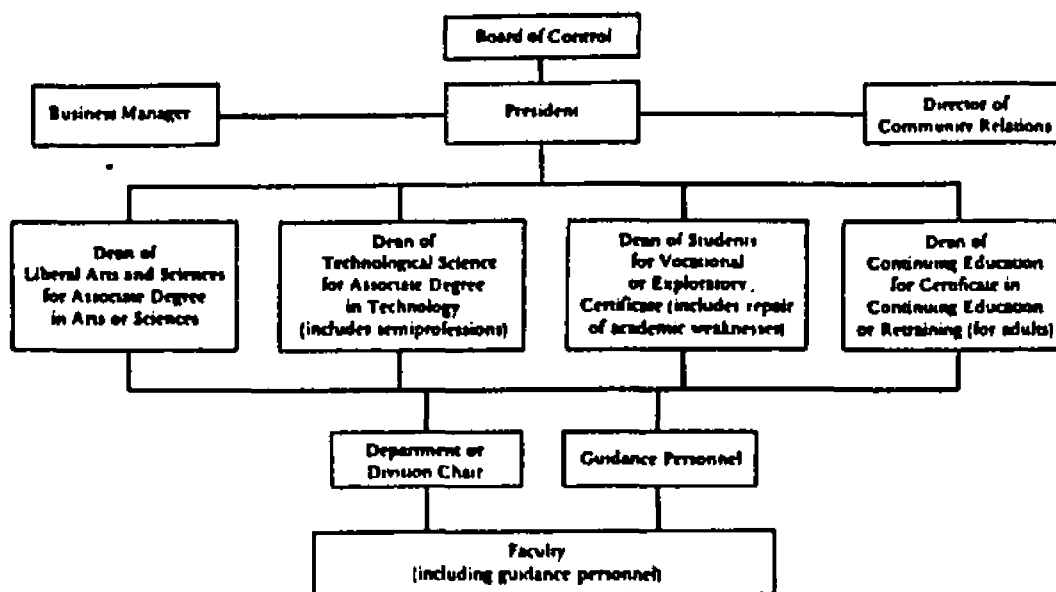 Board of Control
Business Manager
President
Director of
Community Relations
Dean of
Liberal Arts and Sciences
for Associate Degree
in Arts or Sciences
Dean of
Technological Science
for Associate Degree
in Technology
(includes semiprofessions)
Dean of Students
for Vocational
or Exploratory
Certificate (includes repair
of academic weaknesses)
Dean of
Continuing Education
for Certificate in
Continuing Education
or Retraining (for adults)
Department or
Division Chair
Guidance Personnel
Faculty
(including guidance personnel)